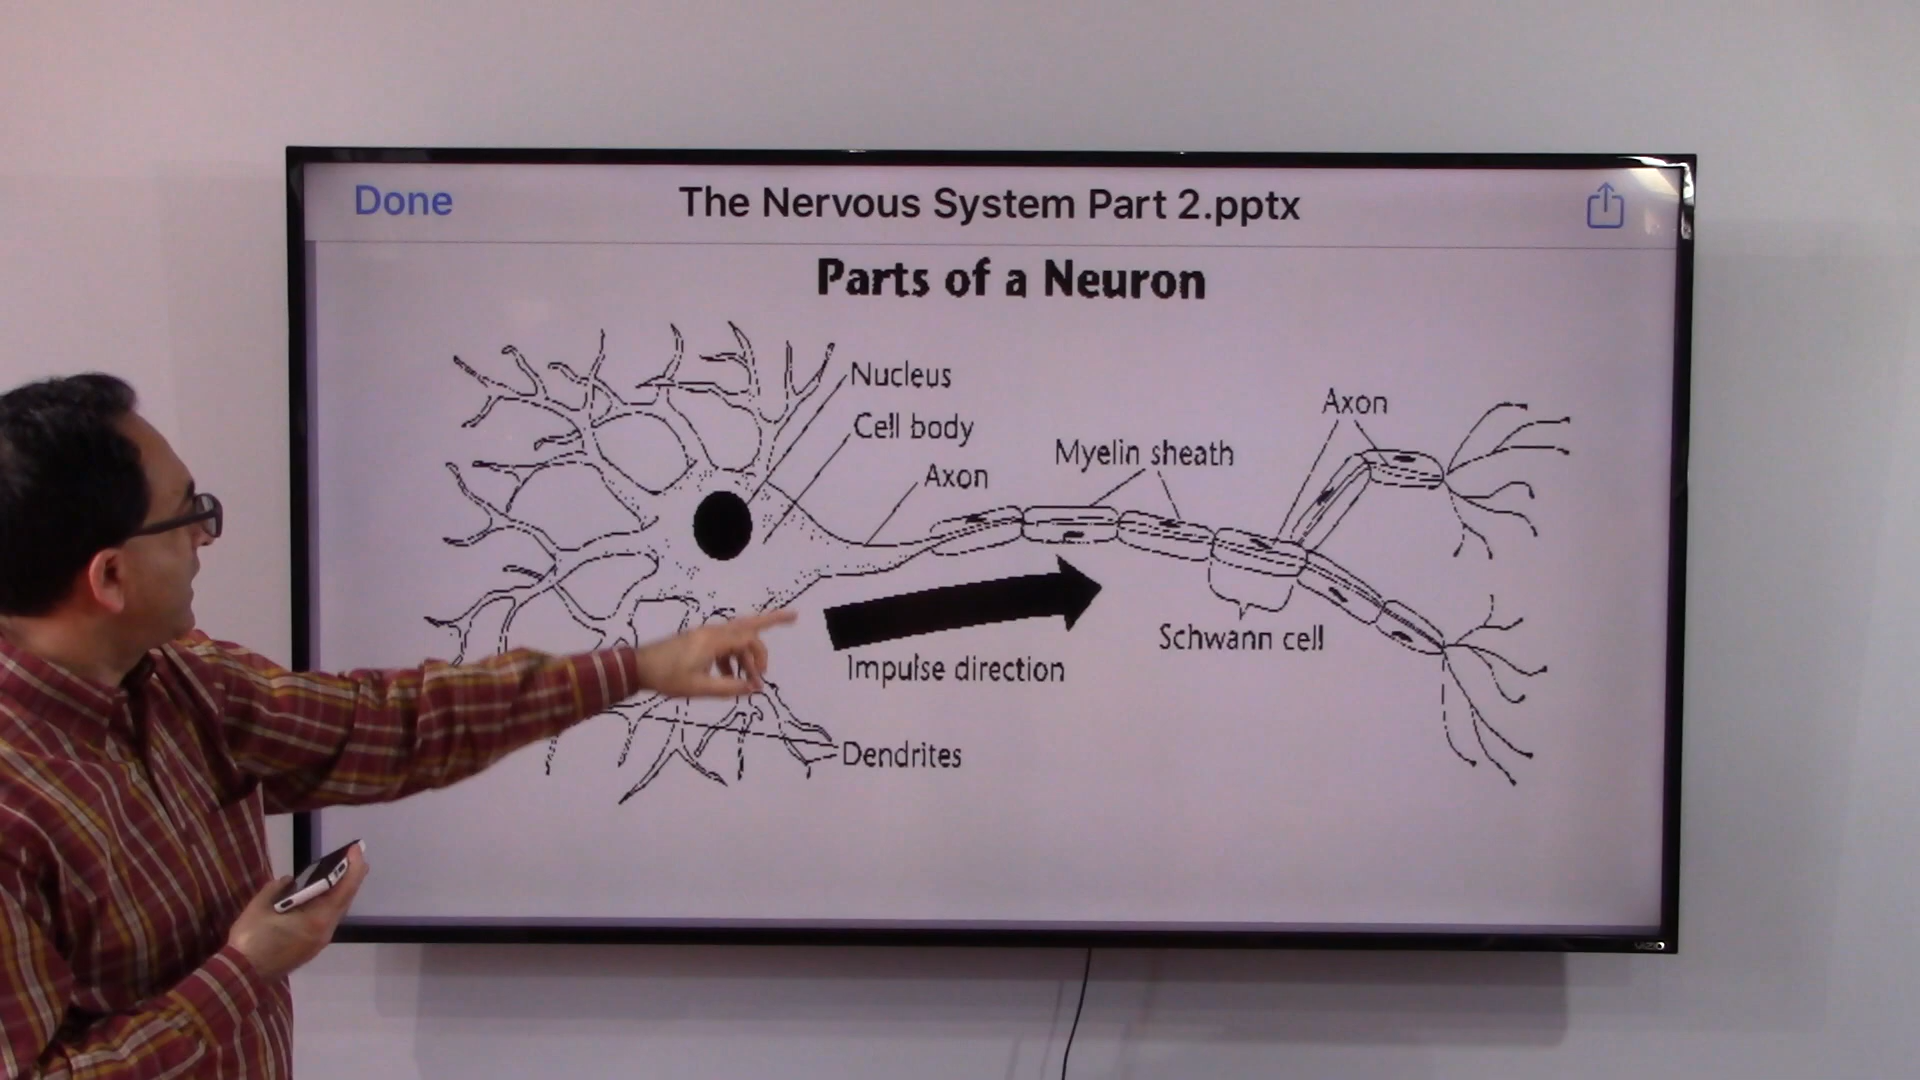 Done
The Nervous System Part 2.pptx
Parts of a Neuron
Nucleus
Cell body
Axon
Myelin sheath
Axon
Schwann cell
Impulse direction
Dendrites
VIZIO